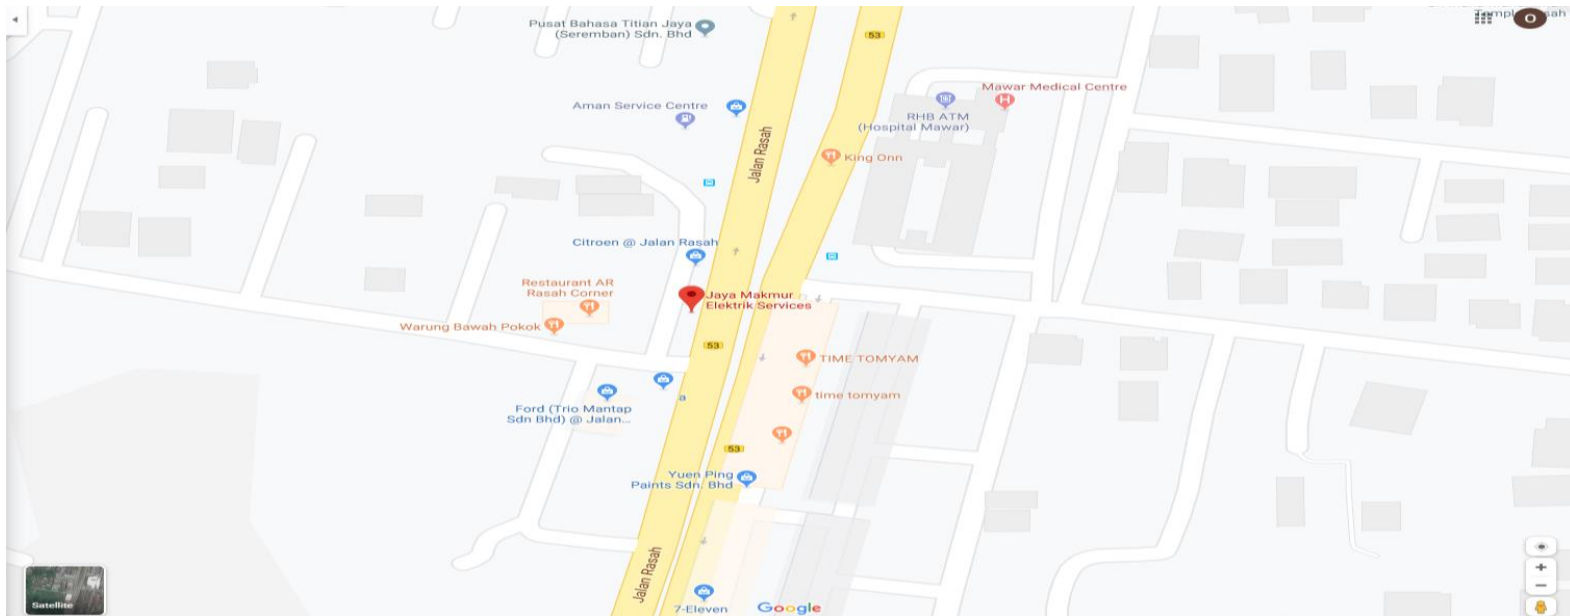 Pusat Bahasa Titian Jaya
(Seremban) Sdn. Bhd
53
O
Mawar Medical Centre
Aman Service Centre
RHB ATM
(Hospital Mawar)
Jalan Rasah
King Onn
Citroen @ Jalan Rasah
Restaurant AR
Rasah Corner
Jaya Makmur
Elektrik Services
Warung Bawah Pokok
53
TIME TOMYAM
a
time tomyam
Ford (Trio Mantap
Sdn Bhd) @ Jalan...
53
Yuen Ping
Paints Sdn. Bhd
Jalan Rasah
Satellite
7-Eleven
Google